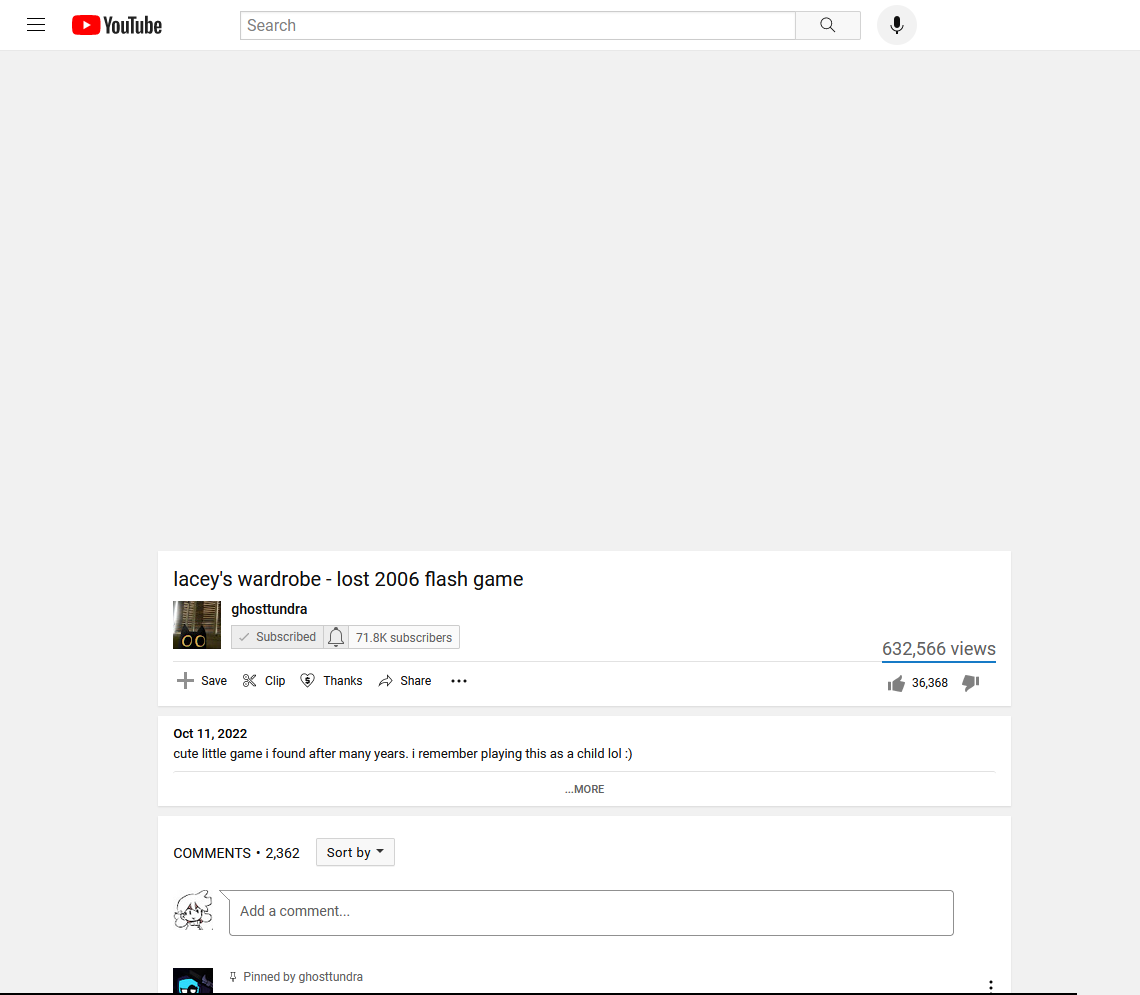 YouTube
Search
lacey's wardrobe - lost 2006 flash game
ghosttundra
Subscribed
71.8K subscribers
632,566 views
Save
Clip
Thanks
Share
36,368
Oct 11, 2022
cute little game i found after many years. i remember playing this as a child lol :)
...MORE
COMMENTS • 2,362
Sort by
Add a comment...
Pinned by ghosttundra